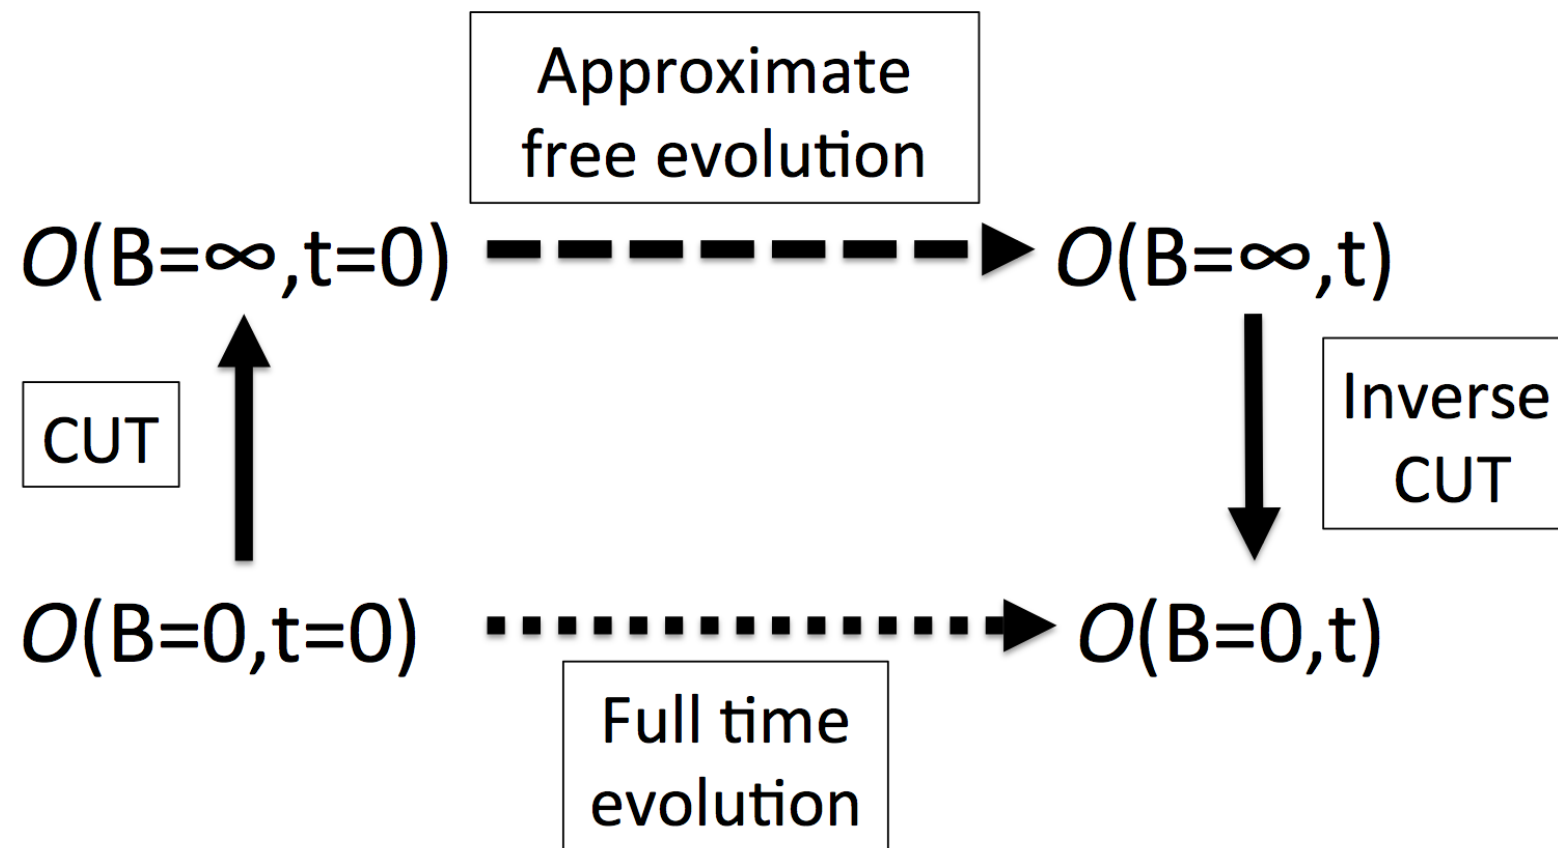 Approximate
free evolution
O(B=∞,t=0)
O(B=∞,t)
CUT
Inverse
CUT
O(B=0,t=0)
O(B=0,t)
Full time
evolution